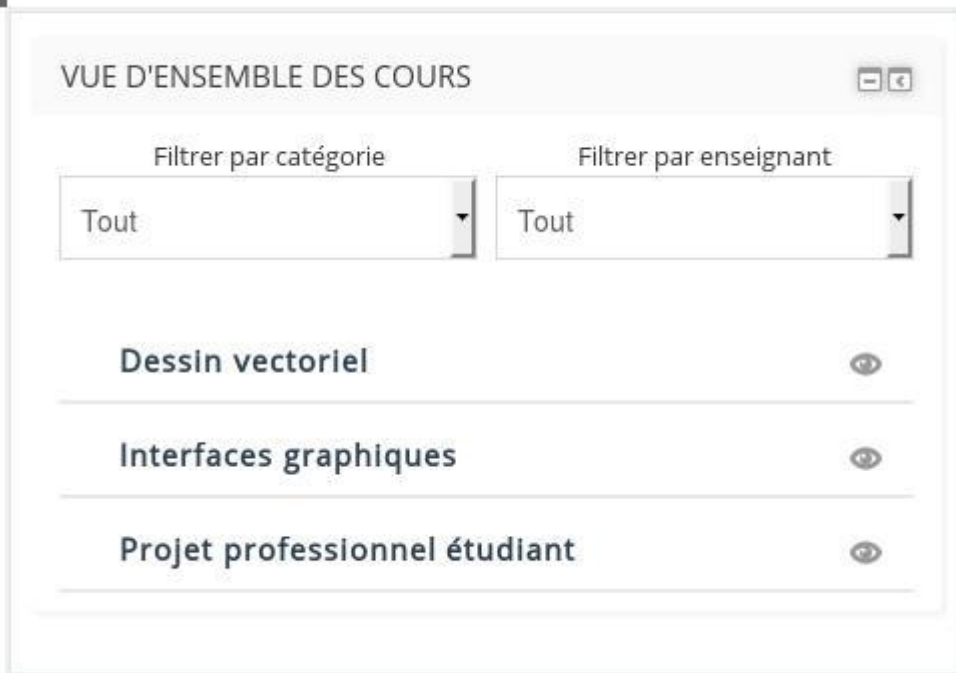 VUE D'ENSEMBLE DES COURS
Filtrer par catégorie Filtrer par enseignant
Tout Tout
Dessin vectoriel
Interfaces graphiques
Projet professionnel étudiant